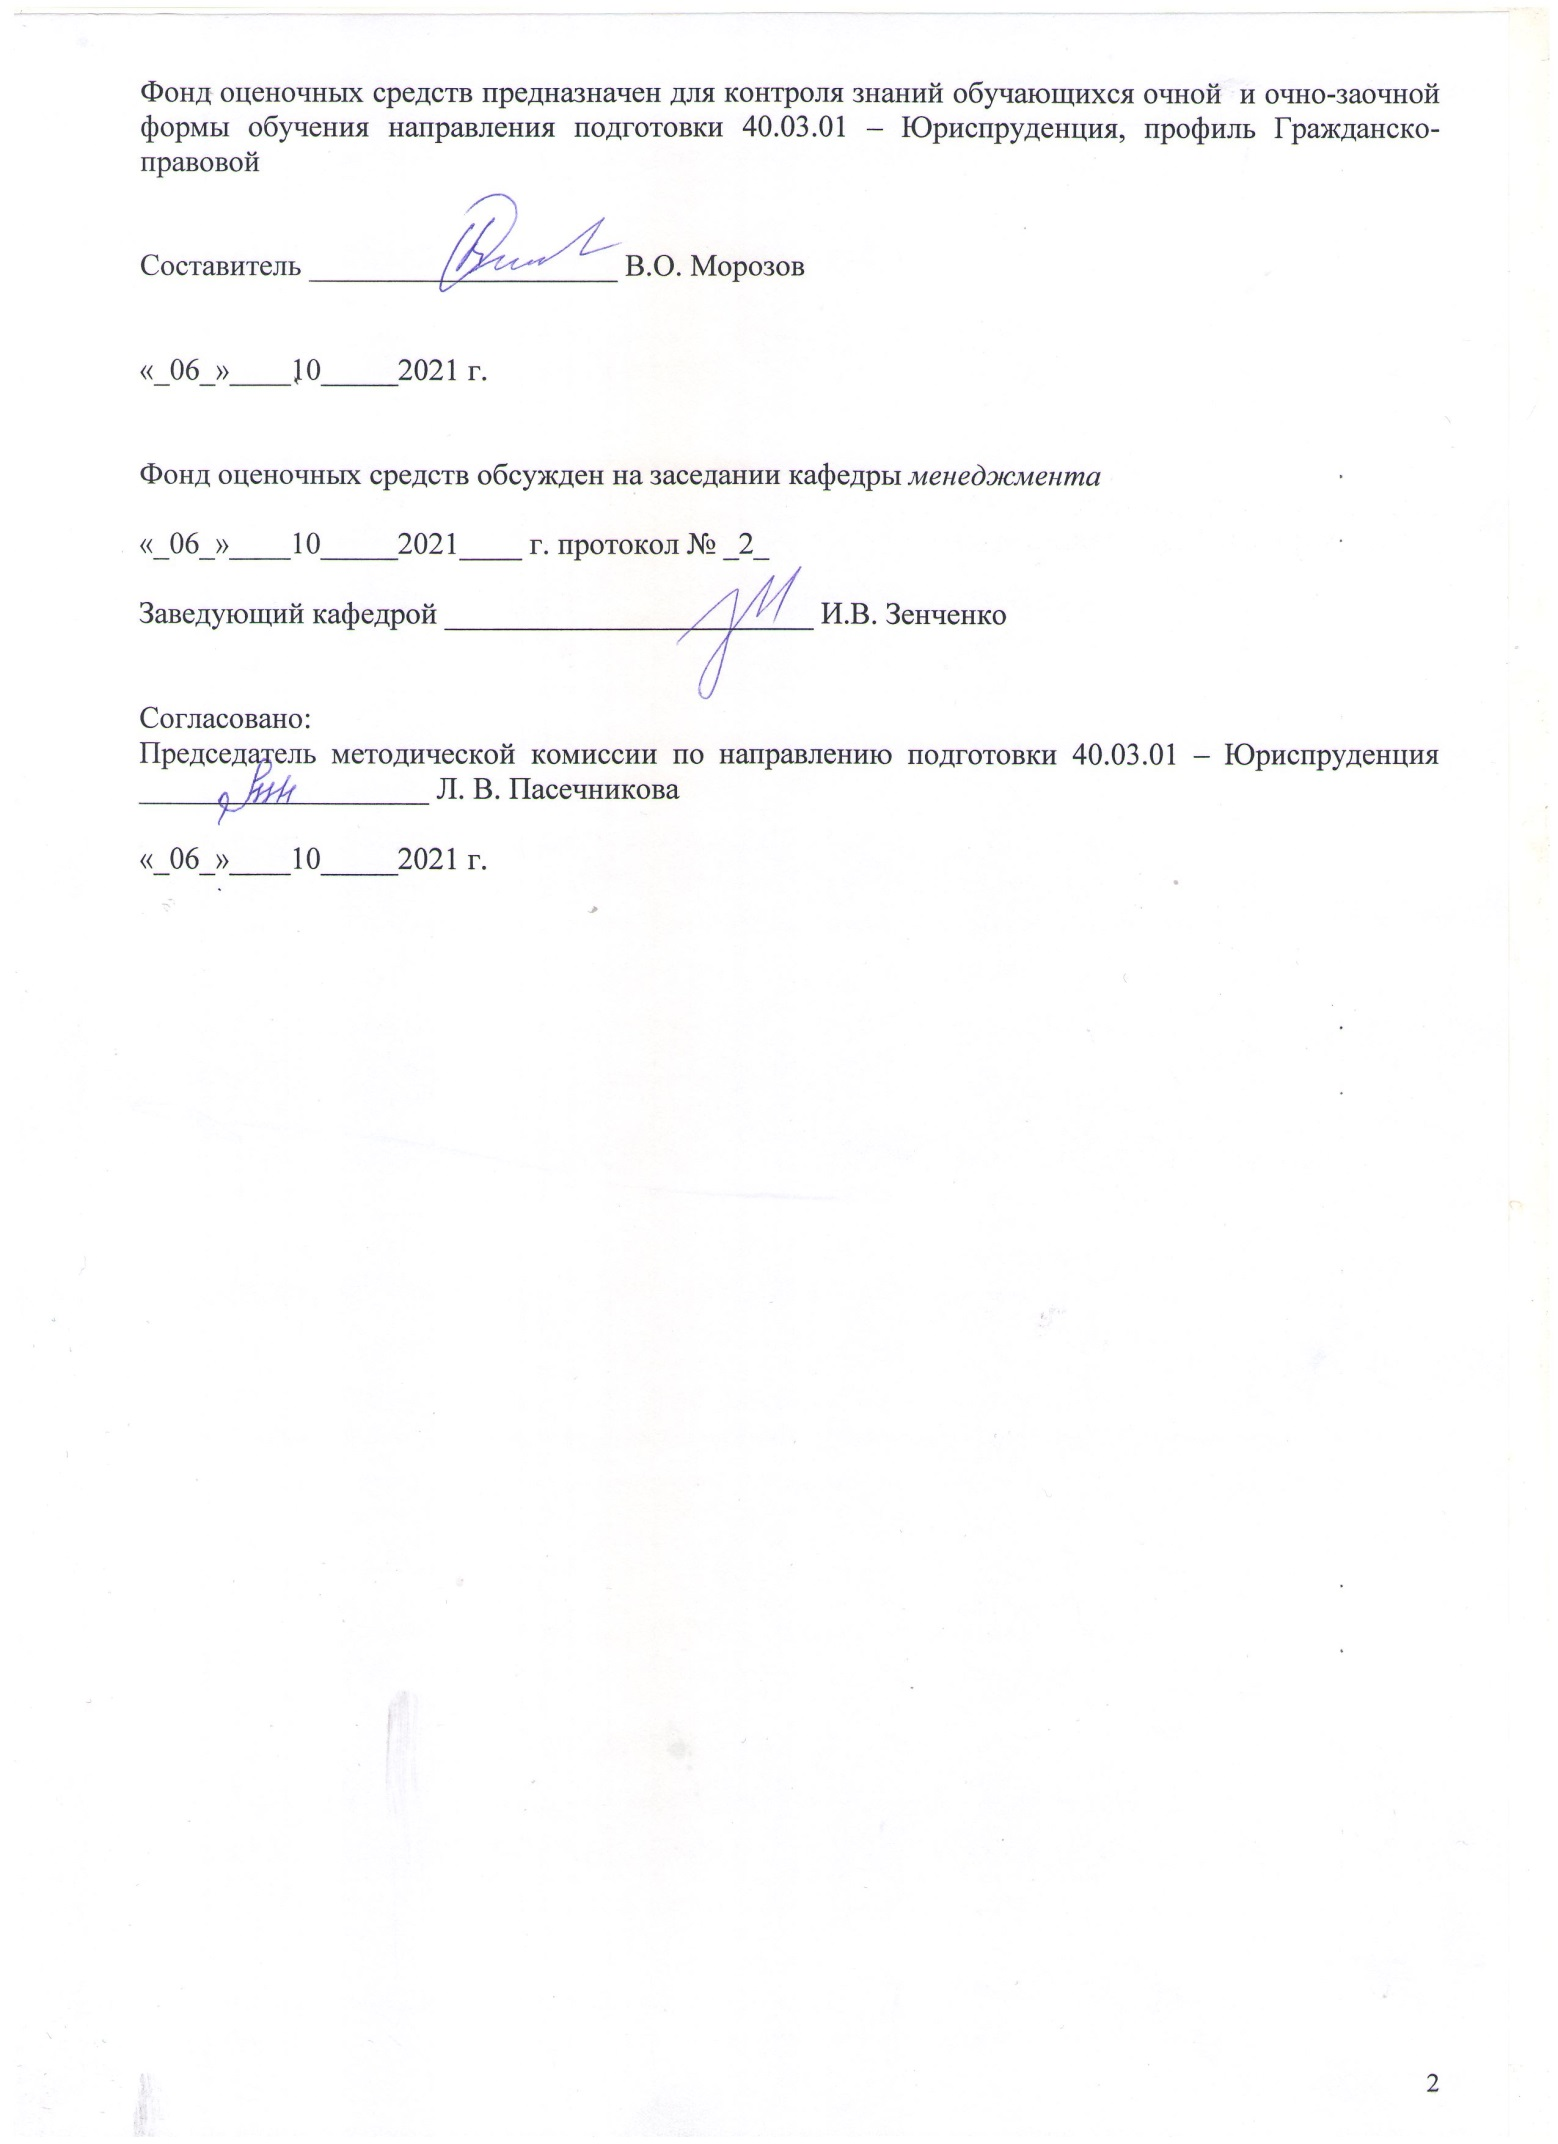 Фонд оценочных средств предназначен для контроля знаний обучающихся очной и очно-заочной
формы обучения направления подготовки 40.03.01 – Юриспруденция, профиль Гражданско-
правовой
Составитель ____________________ В.О. Морозов
«_06_»____10_____2021 г.
Фонд оценочных средств обсужден на заседании кафедры менеджмента
«_06_»____10_____2021____ г. протокол № _2_
Заведующий кафедрой ________________________ И.В. Зенченко
Согласовано:
Председатель методической комиссии по направлению подготовки 40.03.01 – Юриспруденция
___________________ Л. В. Пасечникова
«_06_»____10_____2021 г.
2